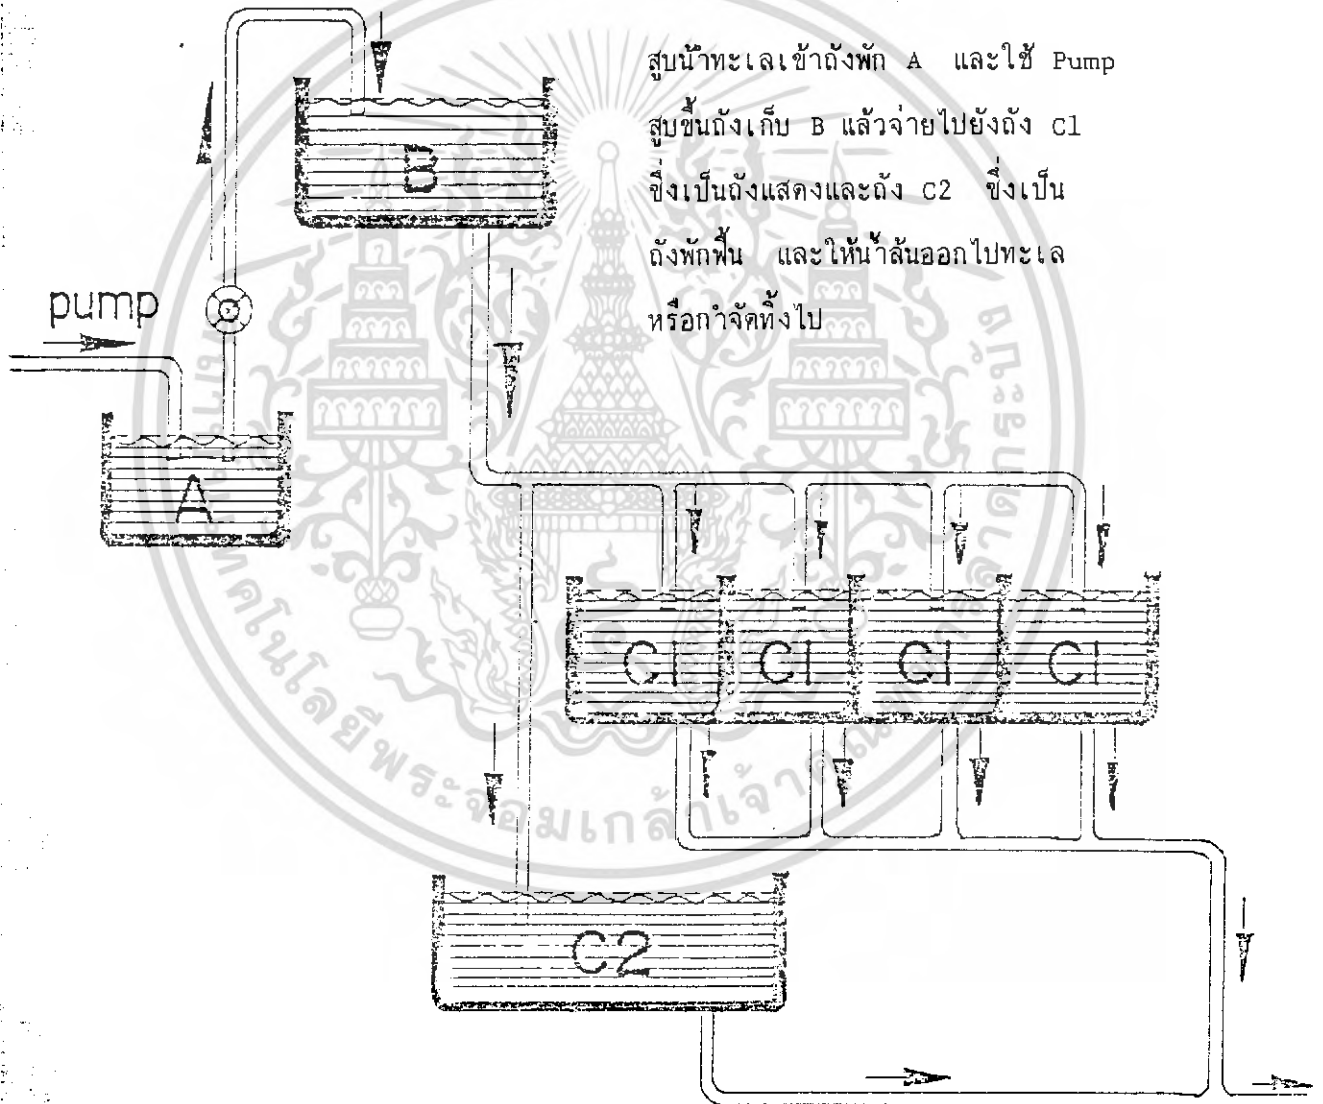 สูบน้ำทะเลเข้าถังพัก A และใช้ Pump
สูบขึ้นถังเก็บ B แล้วจ่ายไปยังถัง C1
ซึ่งเป็นถังแสดงและถัง C2 ซึ่งเป็น
ถังพักฟื้น และให้น้ำล้นออกไปทะเล
หรือกำจัดทิ้งไป
B
pump
A
C1 C1 C1 C1
C2